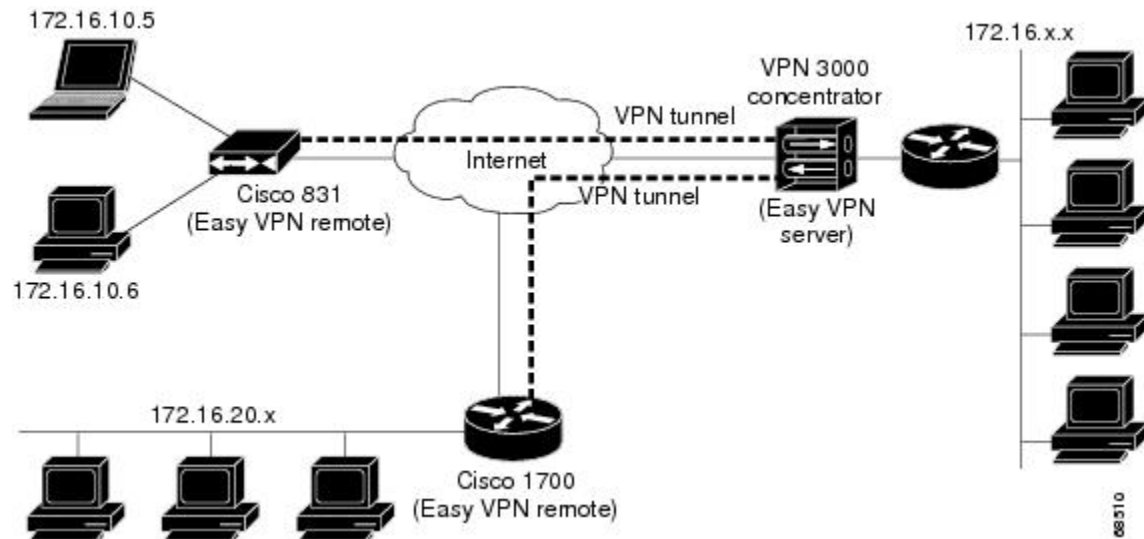 172.16.10.5
172.16.x.x
VPN 3000
concentrator
VPN tunnel
Internet
VPN tunnel
Cisco 831
(Easy VPN remote)
(Easy VPN
server)
172.16.10.6
172.16.20.x
Cisco 1700
(Easy VPN remote)
68510